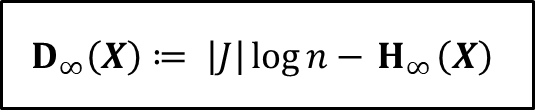 𝐃∞(𝑿) ≔ |𝐽| log 𝑛 − 𝐇∞(𝑿)